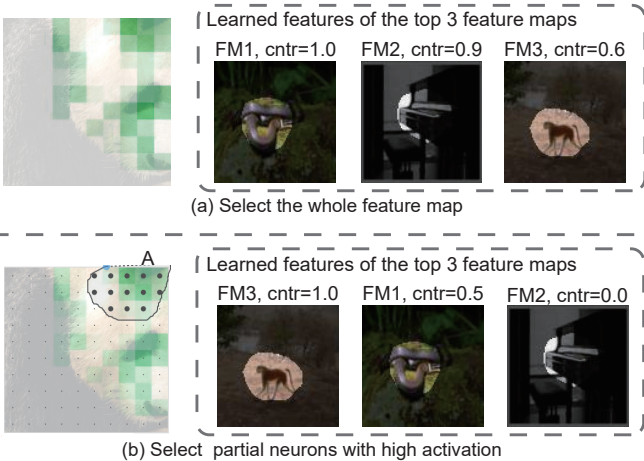 Learned features of the top 3 feature maps
FM1, cntr=1.0 FM2, cntr=0.9 FM3, cntr=0.6
(a) Select the whole feature map
A
Learned features of the top 3 feature maps
FM3, cntr=1.0 FM1, cntr=0.5 FM2, cntr=0.0
(b) Select partial neurons with high activation